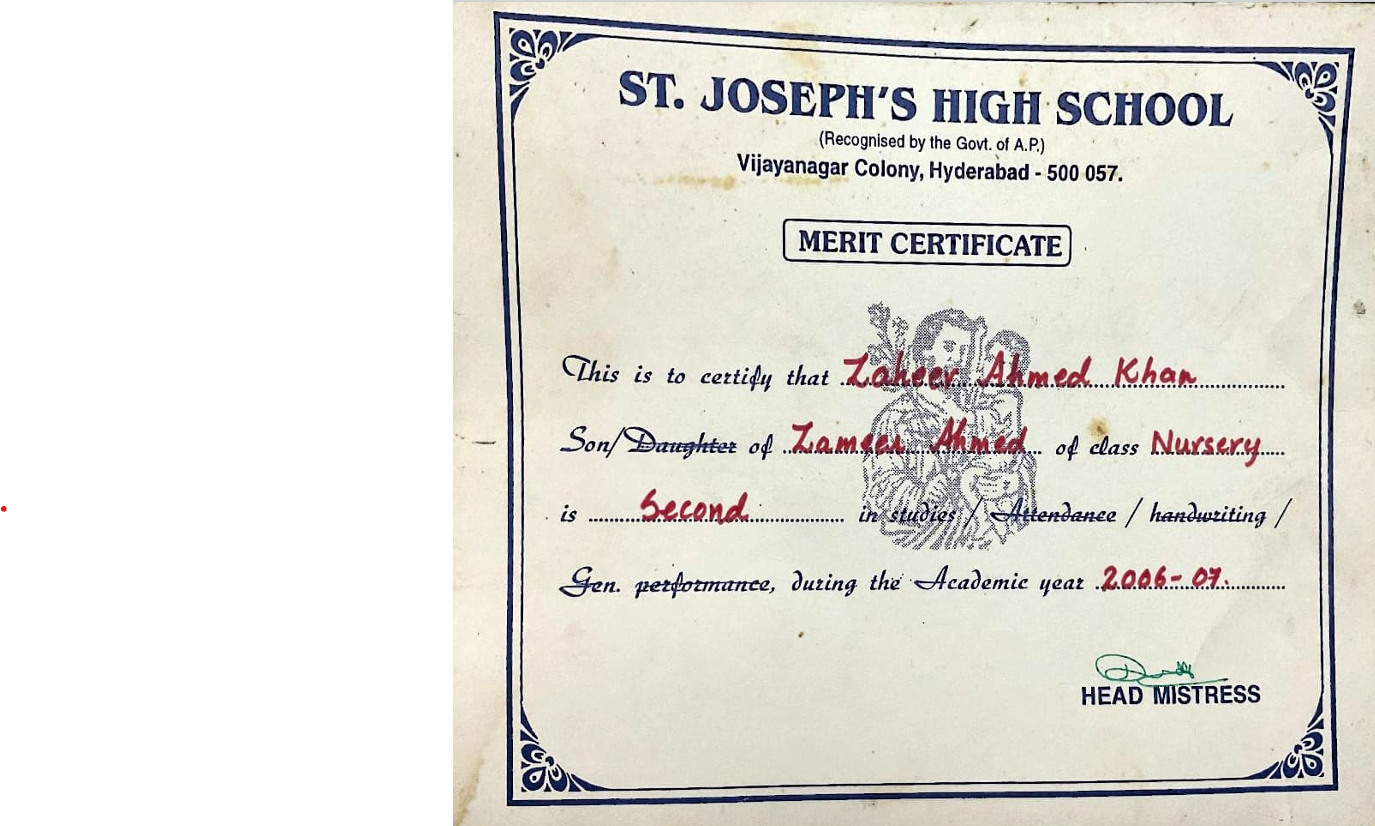 ST. JOSEPH'S HIGH SCHOOL
(Recognised by the Govt. of A.P.)
Vijayanagar Colony, Hyderabad - 500 057.
MERIT CERTIFICATE
This is to certify that Zaheer Ahmed Khan
Son/Daughter of Zameer Ahmed of class Nursery
is Second in studies / Attendance / handwriting /
Gen. performance, during the Academic year 2006-07.
HEAD MISTRESS